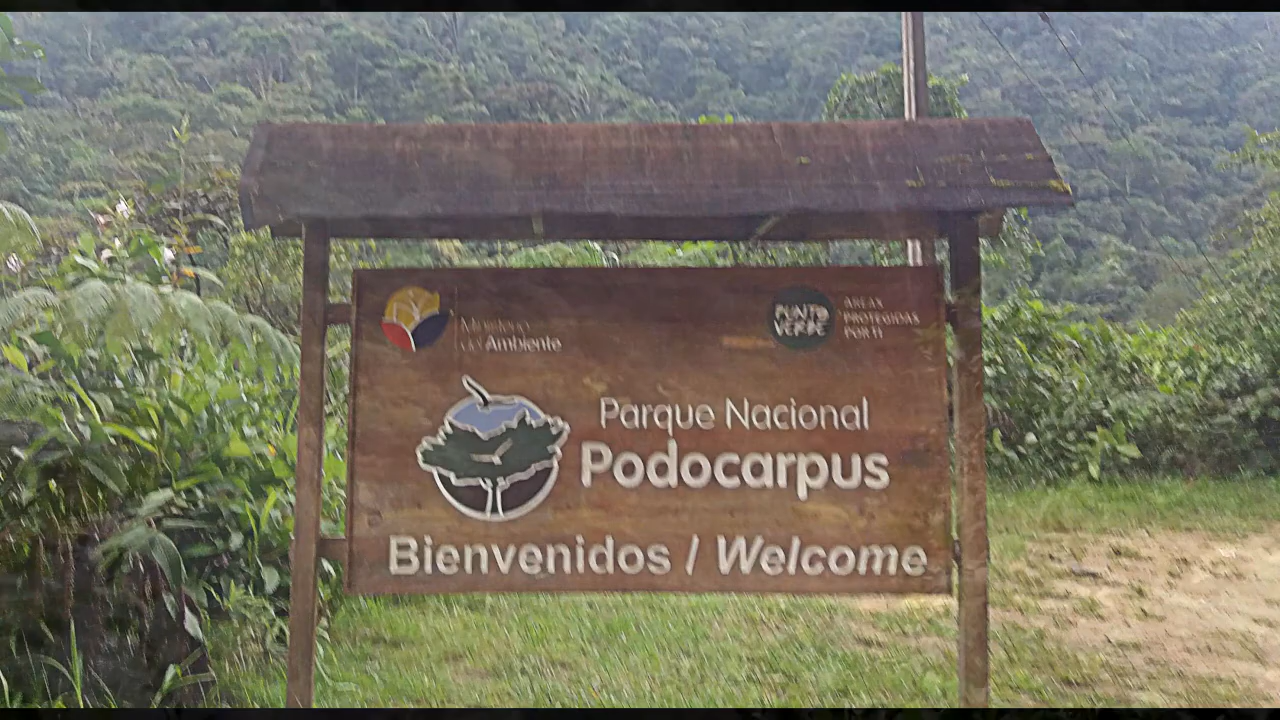 Ministerio
del Ambiente
PUNTO
VERDE
ÁREAS
PROTEGIDAS
POR TI
Parque Nacional
Podocarpus
Bienvenidos / Welcome